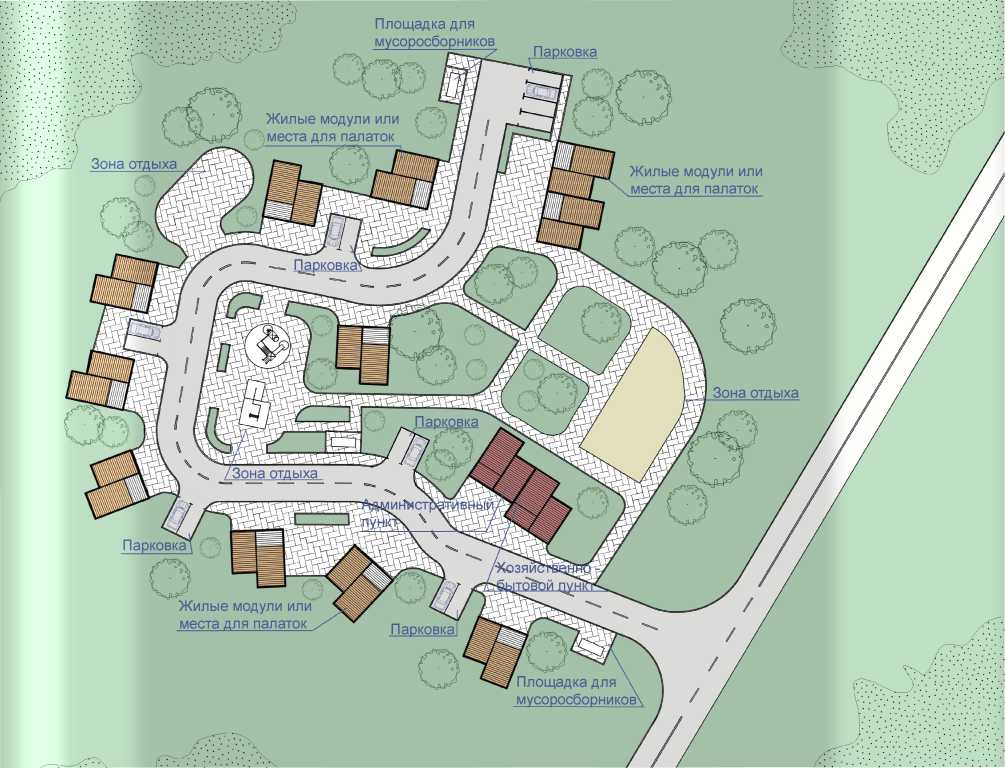 Площадка для
мусоросборников
Парковка
Жилые модули или
места для палаток
Зона отдыха
Жилые модули или
места для палаток
Парковка
Зона отдыха
Парковка
Зона отдыха
Административный
пункт
Парковка
Хозяйственно -
бытовой пункт
Жилые модули или
места для палаток
Парковка
Площадка для
мусоросборников
1